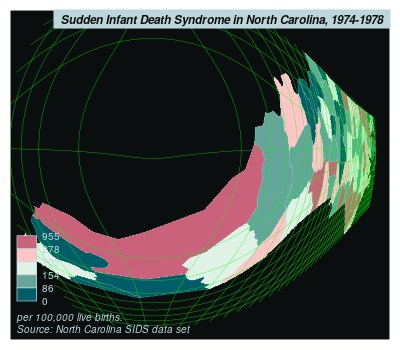 Sudden Infant Death Syndrome in North Carolina, 1974-1978
955
378
154
86
0
per 100,000 live births.
Source: North Carolina SIDS data set